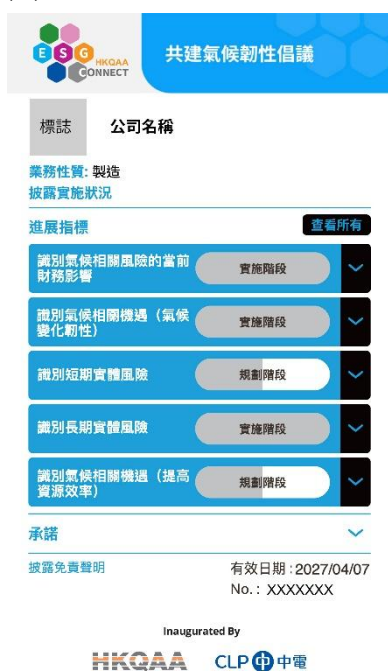 ESG
HKQAA
CONNECT
共建氣候韌性倡議
標誌
公司名稱
業務性質: 製造
披露實施狀況
進展指標
查看所有
識別氣候相關風險的當前
財務影響
實施階段
識別氣候相關機遇（氣候
變化韌性）
實施階段
識別短期實體風險
規劃階段
識別長期實體風險
實施階段
識別氣候相關機遇（提高
資源效率）
規劃階段
承諾
披露免責聲明
有效日期 : 2027/04/07
No. : XXXXXXX
Inaugurated By
HKQAA
CLP 中電